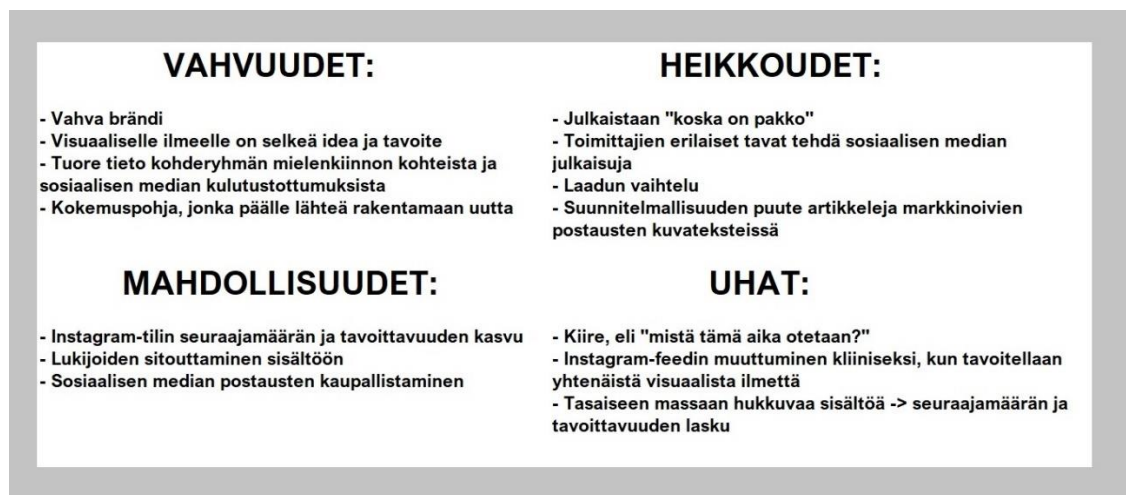 VAHVUUDET:
- Vahva brändi
- Visuaaliselle ilmeelle on selkeä idea ja tavoite
- Tuore tieto kohderyhmän mielenkiinnon kohteista ja
sosiaalisen median kulutustottumuksista
- Kokemuspohja, jonka päälle lähteä rakentamaan uutta
HEIKKOUDET:
- Julkaistaan "koska on pakko"
- Toimittajien erilaiset tavat tehdä sosiaalisen median
julkaisuja
- Laadun vaihtelu
- Suunnitelmallisuuden puute artikkeleja markkinoivien
postausten kuvateksteissä
MAHDOLLISUUDET:
- Instagram-tilin seuraajamäärän ja tavoittavuuden kasvu
- Lukijoiden sitouttaminen sisältöön
- Sosiaalisen median postausten kaupallistaminen
UHAT:
- Kiire, eli "mistä tämä aika otetaan?"
- Instagram-feedin muuttuminen kliiniseksi, kun tavoitellaan
yhtenäistä visuaalista ilmettä
- Tasaiseen massaan hukkuvaa sisältöä -> seuraajamäärän ja
tavoittavuuden lasku